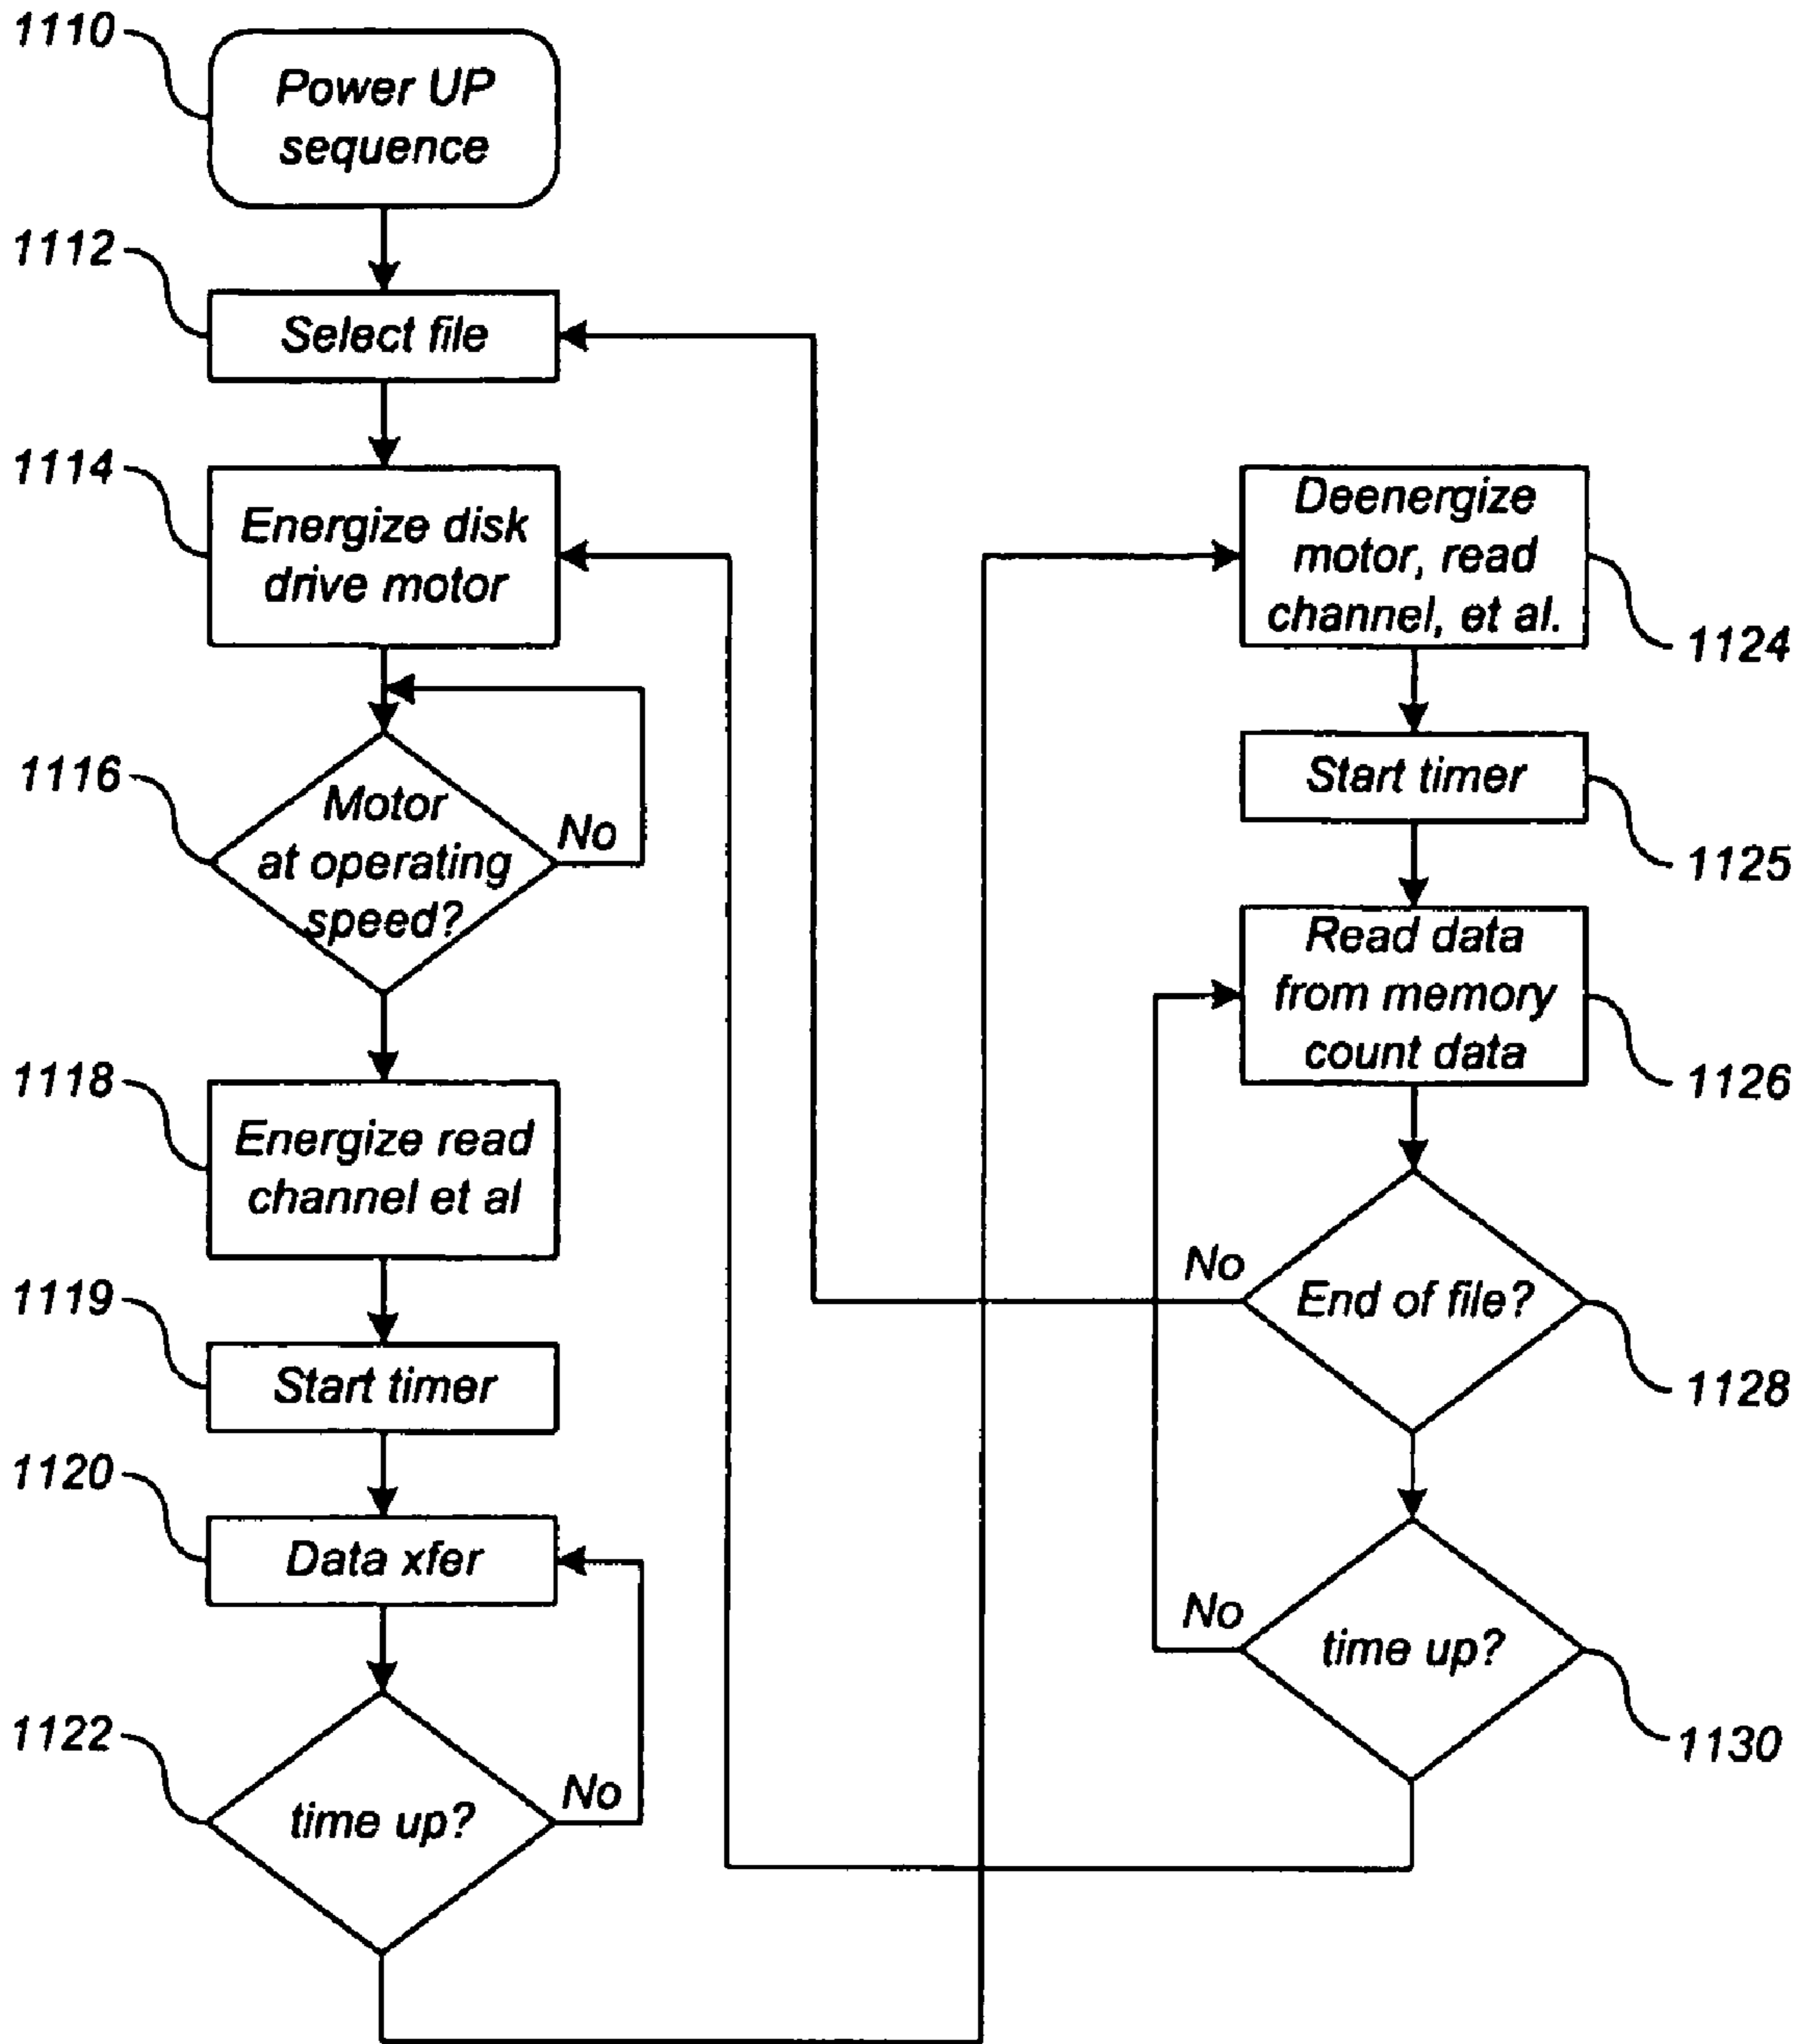 1110
Power UP
sequence
1112
Select file
1114
Energize disk
drive motor
1116
Motor
at operating
speed?
No
1118
Energize read
channel et al
1119
Start timer
1120
Data xfer
1122
time up?
No
Deenergize
motor, read
channel, et al.
1124
Start timer
1125
Read data
from memory
count data
1126
No
End of file?
1128
No
time up?
1130